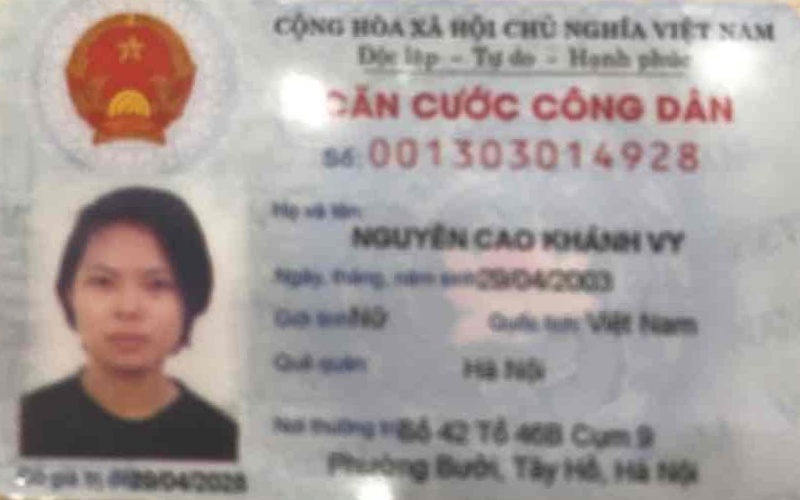 CỘNG HÒA XÃ HỘI CHỦ NGHĨA VIỆT NAM
Độc lập - Tự do - Hạnh phúc
CĂN CƯỚC CÔNG DÂN
Số: 001303014928
Họ và tên:
NGUYỄN CAO KHÁNH VY
Ngày, tháng, năm sinh: 29/04/2003
Giới tính: Nữ Quốc tịch: Việt Nam
Quê quán:
Hà Nội
Nơi thường trú: Số 42 Tổ 46B Cụm 9
Phường Bưởi, Tây Hồ, Hà Nội
Có giá trị đến: 29/04/2028